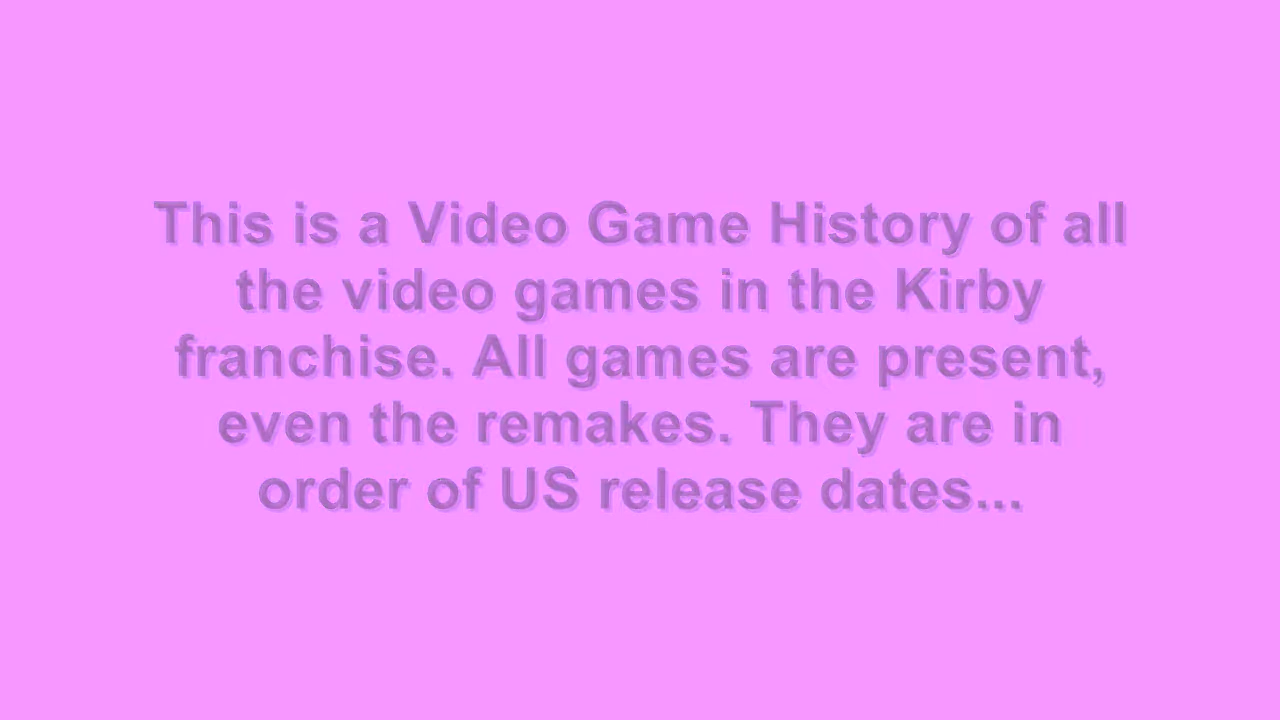 This is a Video Game History of all
the video games in the Kirby
franchise. All games are present,
even the remakes. They are in
order of US release dates...